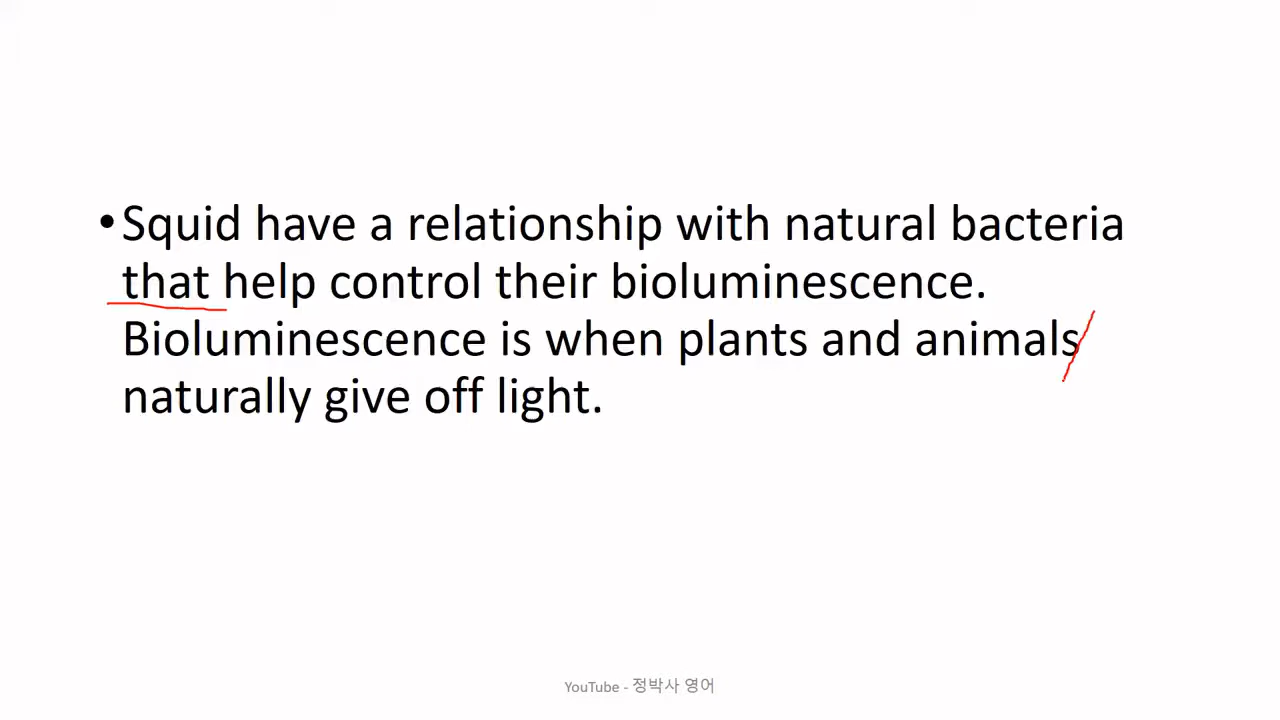 •Squid have a relationship with natural bacteria
that help control their bioluminescence.
Bioluminescence is when plants and animals
naturally give off light.
YouTube - 정박사 영어